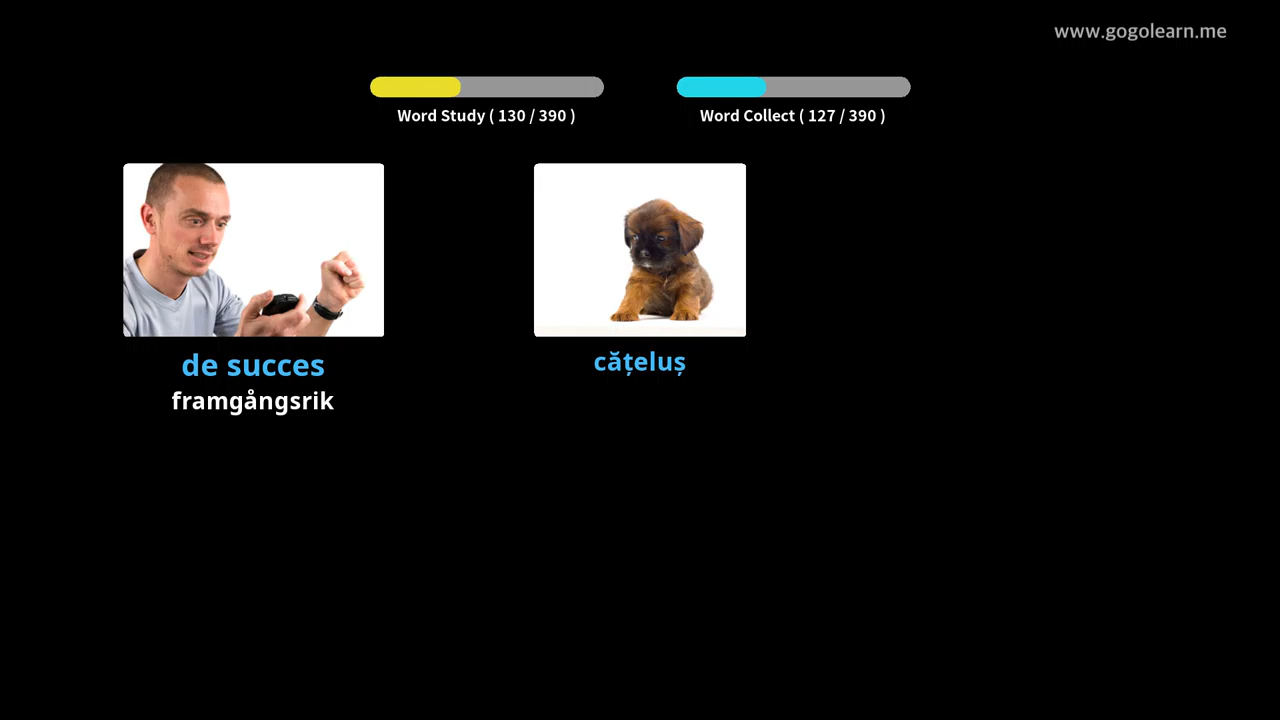 www.gogolearn.me
Word Study ( 130 / 390 )
Word Collect ( 127 / 390 )
de succes
framgångsrik
cățeluș